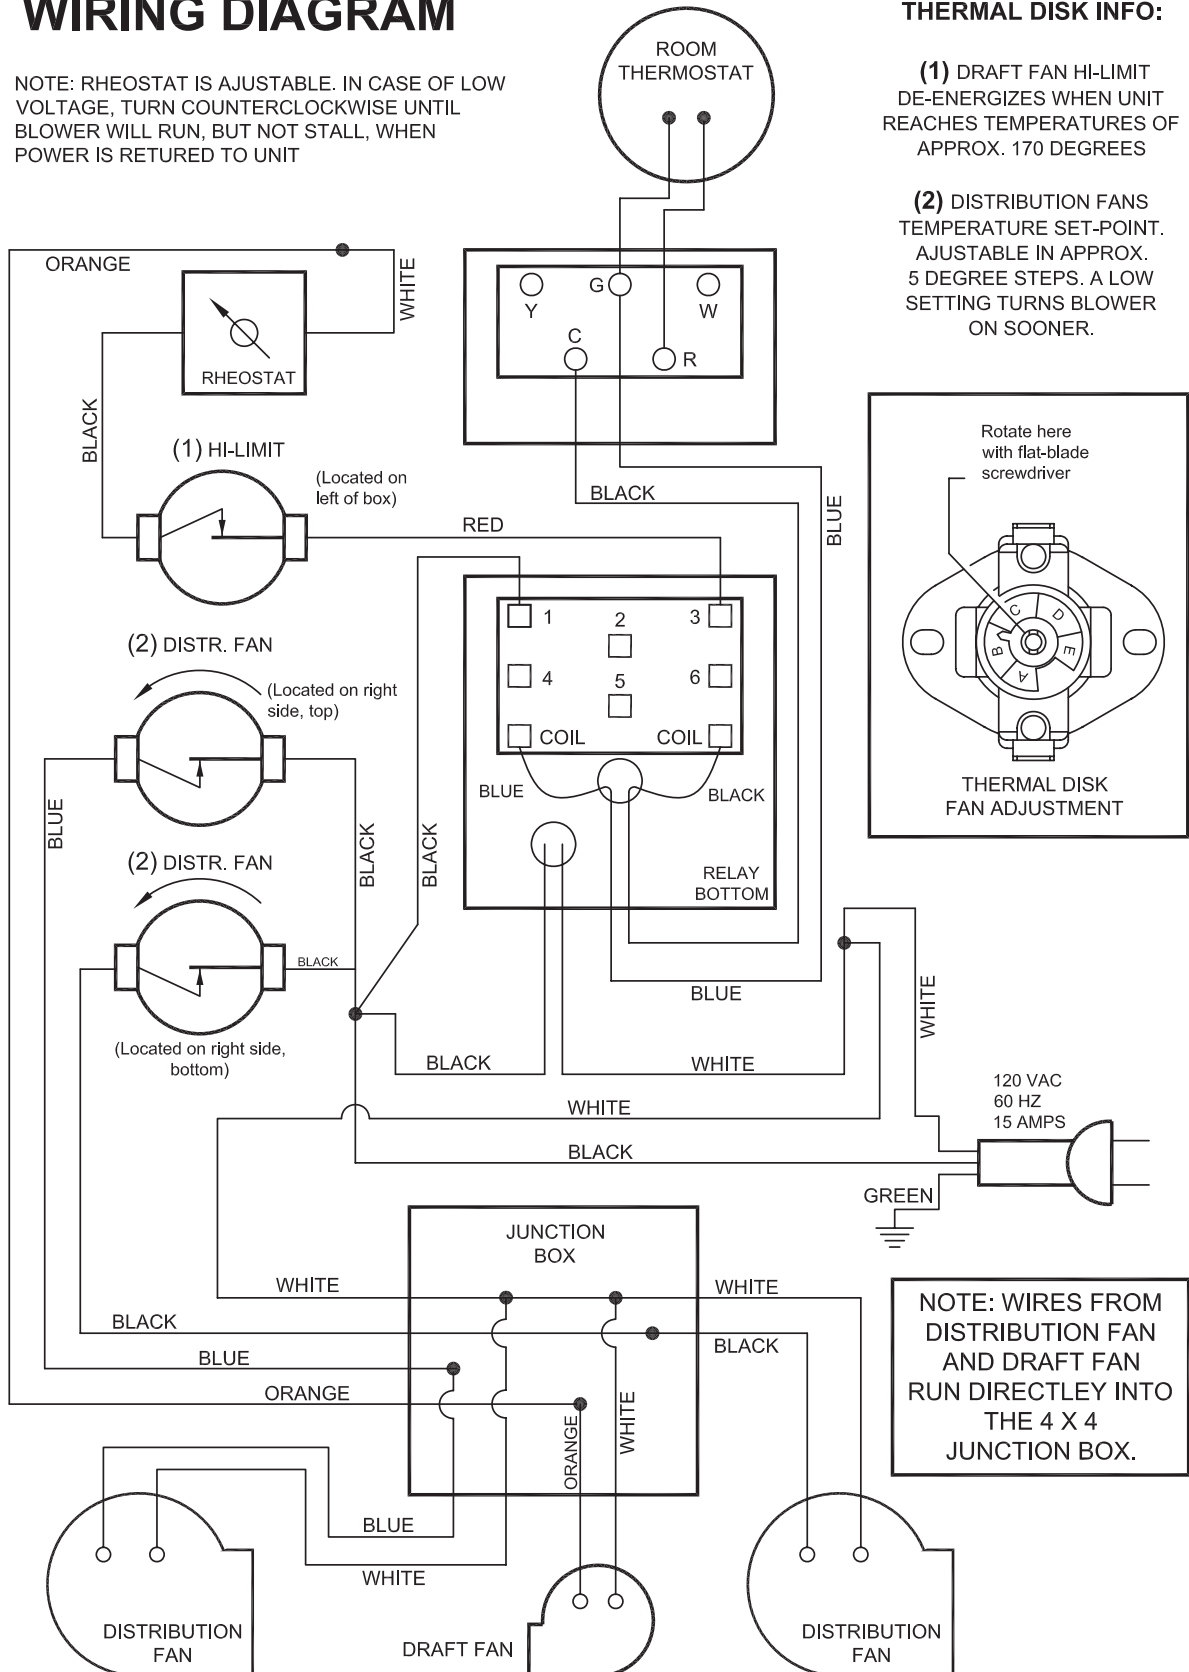 WIRING DIAGRAM
NOTE: RHEOSTAT IS AJUSTABLE. IN CASE OF LOW
VOLTAGE, TURN COUNTERCLOCKWISE UNTIL
BLOWER WILL RUN, BUT NOT STALL, WHEN
POWER IS RETURED TO UNIT
ROOM
THERMOSTAT
THERMAL DISK INFO:
(1) DRAFT FAN HI-LIMIT
DE-ENERGIZES WHEN UNIT
REACHES TEMPERATURES OF
APPROX. 170 DEGREES
(2) DISTRIBUTION FANS
TEMPERATURE SET-POINT.
AJUSTABLE IN APPROX.
5 DEGREE STEPS. A LOW
SETTING TURNS BLOWER
ON SOONER.
ORANGE
WHITE
RHEOSTAT
BLACK
Y
G
W
C
R
(1) HI-LIMIT
(Located on
left of box)
BLACK
BLUE
RED
Rotate here
with flat-blade
screwdriver
C
D
B
E
A
THERMAL DISK
FAN ADJUSTMENT
1
2
3
4
5
6
COIL
COIL
BLUE
BLACK
RELAY
BOTTOM
(2) DISTR. FAN
(Located on right
side, top)
BLUE
BLACK
BLACK
(2) DISTR. FAN
BLACK
(Located on right side,
bottom)
BLUE
WHITE
BLACK
WHITE
WHITE
BLACK
120 VAC
60 HZ
15 AMPS
GREEN
JUNCTION
BOX
WHITE
WHITE
BLACK
BLACK
BLUE
ORANGE
ORANGE
WHITE
NOTE: WIRES FROM
DISTRIBUTION FAN
AND DRAFT FAN
RUN DIRECTLEY INTO
THE 4 X 4
JUNCTION BOX.
BLUE
WHITE
DISTRIBUTION
FAN
DRAFT FAN
DISTRIBUTION
FAN